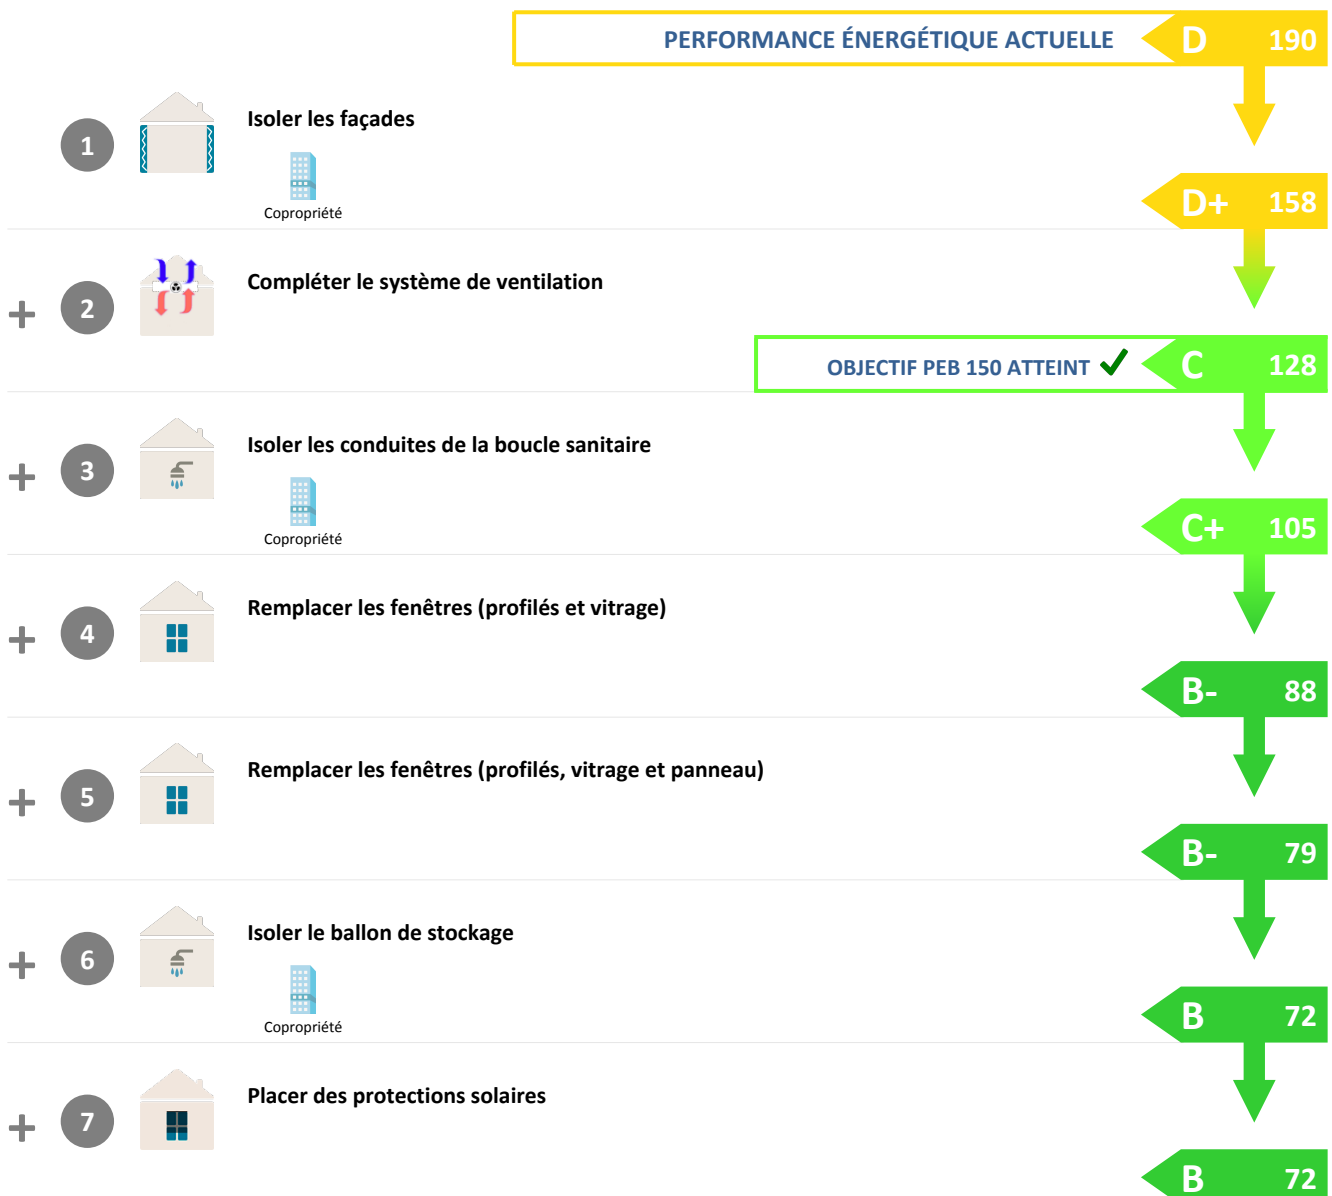 PERFORMANCE ÉNERGÉTIQUE ACTUELLE D 190
1 Isoler les façades
Copropriété
D+ 158
+ 2 Compléter le système de ventilation
OBJECTIF PEB 150 ATTEINT ✔ C 128
+ 3 Isoler les conduites de la boucle sanitaire
Copropriété
C+ 105
+ 4 Remplacer les fenêtres (profilés et vitrage)
B- 88
+ 5 Remplacer les fenêtres (profilés, vitrage et panneau)
B- 79
+ 6 Isoler le ballon de stockage
Copropriété
B 72
+ 7 Placer des protections solaires
B 72